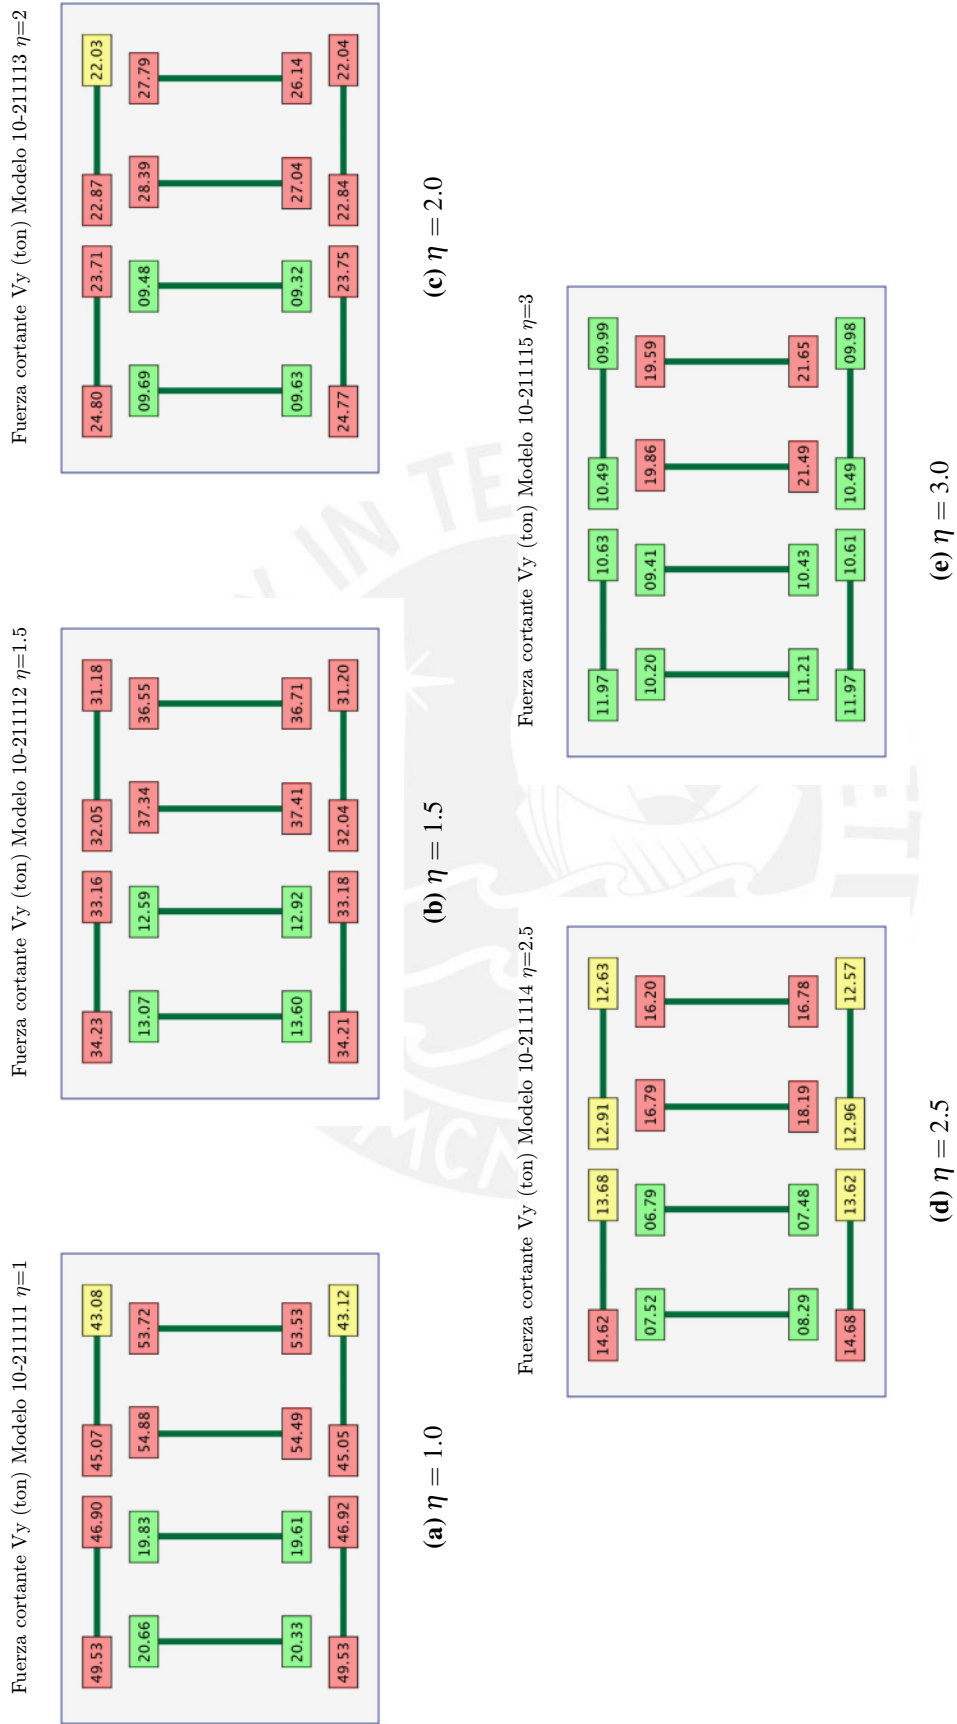 Fuerza cortante Vy (ton) Modelo 10-211111 η=1
49.53 46.90 45.07 43.08
20.66 19.83 54.88 53.72
20.33 19.61 54.49 53.53
49.53 46.92 45.05 43.12
(a) η = 1.0
Fuerza cortante Vy (ton) Modelo 10-211112 η=1.5
34.23 33.16 32.05 31.18
13.07 12.59 37.34 36.55
13.60 12.92 37.41 36.71
34.21 33.18 32.04 31.20
(b) η = 1.5
Fuerza cortante Vy (ton) Modelo 10-211113 η=2
24.80 23.71 22.87 22.03
09.69 09.48 28.39 27.79
09.63 09.32 27.04 26.14
24.77 23.75 22.84 22.04
(c) η = 2.0
Fuerza cortante Vy (ton) Modelo 10-211114 η=2.5
14.62 13.68 12.91 12.63
07.52 06.79 16.79 16.20
08.29 07.48 18.19 16.78
14.68 13.62 12.96 12.57
(d) η = 2.5
Fuerza cortante Vy (ton) Modelo 10-211115 η=3
11.97 10.63 10.49 09.99
10.20 09.41 19.86 19.59
11.21 10.43 21.49 21.65
11.97 10.61 10.49 09.98
(e) η = 3.0